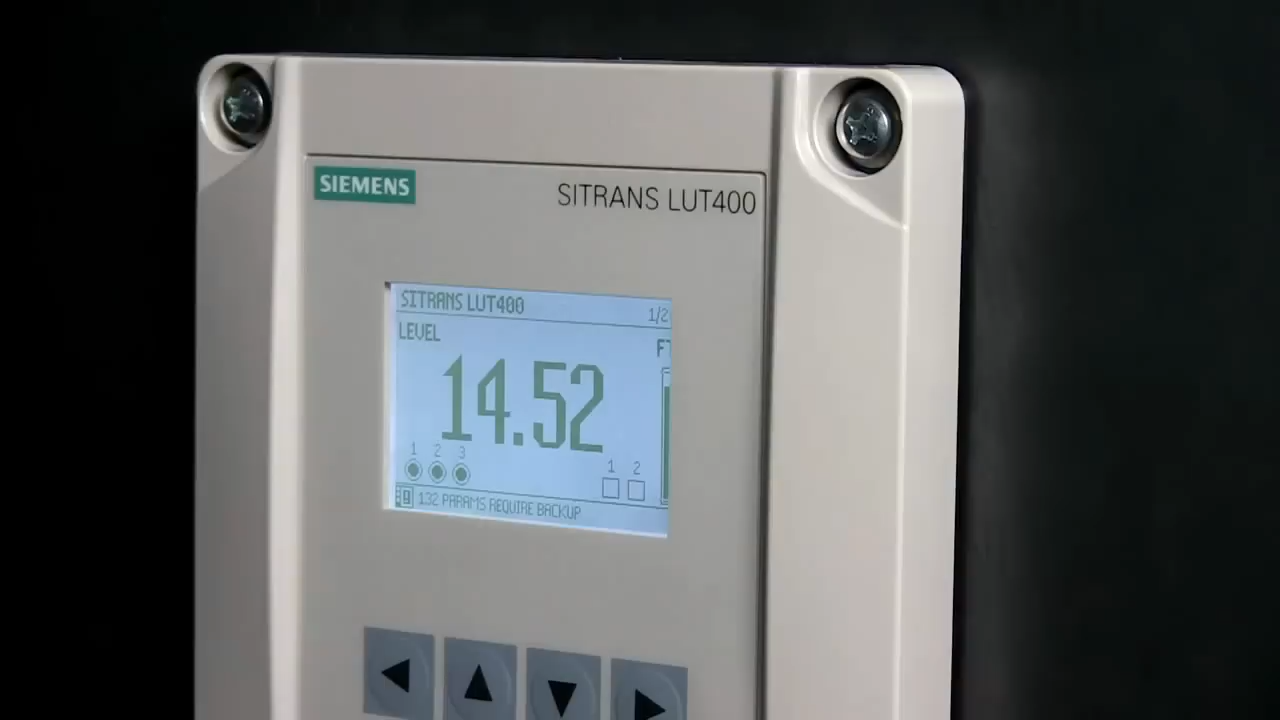 SIEMENS
SITRANS LUT400
SITRANS LUT400
1/2
LEVEL
FT
14.52
1 2 3
1 2
132 PARAMS REQUIRE BACKUP